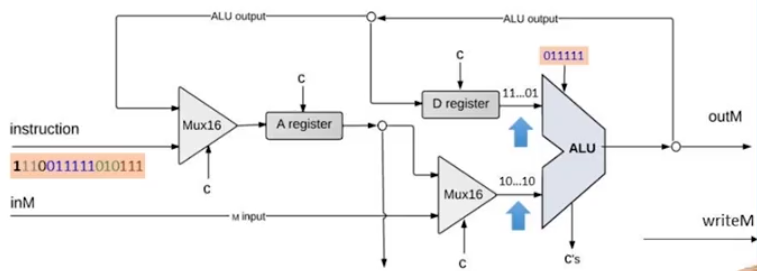 ALU output
ALU output
c
011111
c
11...01
D register
Mux16
A register
outM
instruction
ALU
1110011111010111
10...10
Mux16
c
inM
M input
writeM
c
c's